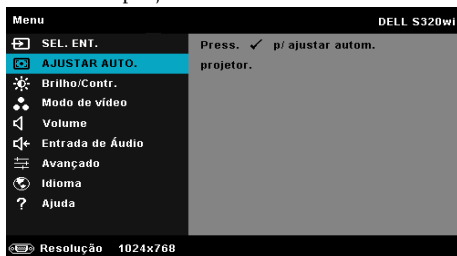 Menu
DELL S320wi
SEL. ENT.
AJUSTAR AUTO.
Brilho/Contr.
Modo de vídeo
Volume
Entrada de Áudio
Avançado
Idioma
Ajuda
Press. ✓ p/ ajustar autom.
projetor.
Resolução 1024x768